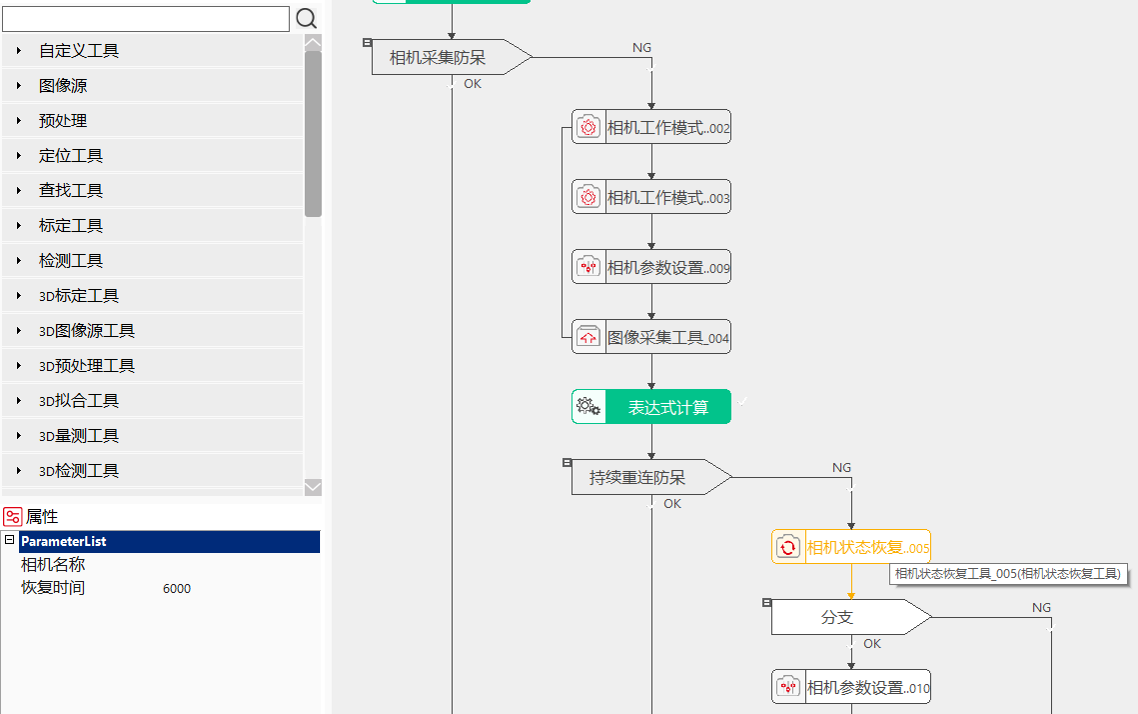 自定义工具
图像源
预处理
定位工具
查找工具
标定工具
检测工具
3D标定工具
3D图像源工具
3D预处理工具
3D拟合工具
3D量测工具
3D检测工具
属性
ParameterList
相机名称
恢复时间 6000
相机采集防呆
NG
OK
相机工作模式..002
相机工作模式..003
相机参数设置..009
图像采集工具_004
表达式计算
持续重连防呆
NG
OK
相机状态恢复..005
相机状态恢复工具_005(相机状态恢复工具)
分支
NG
OK
相机参数设置..010